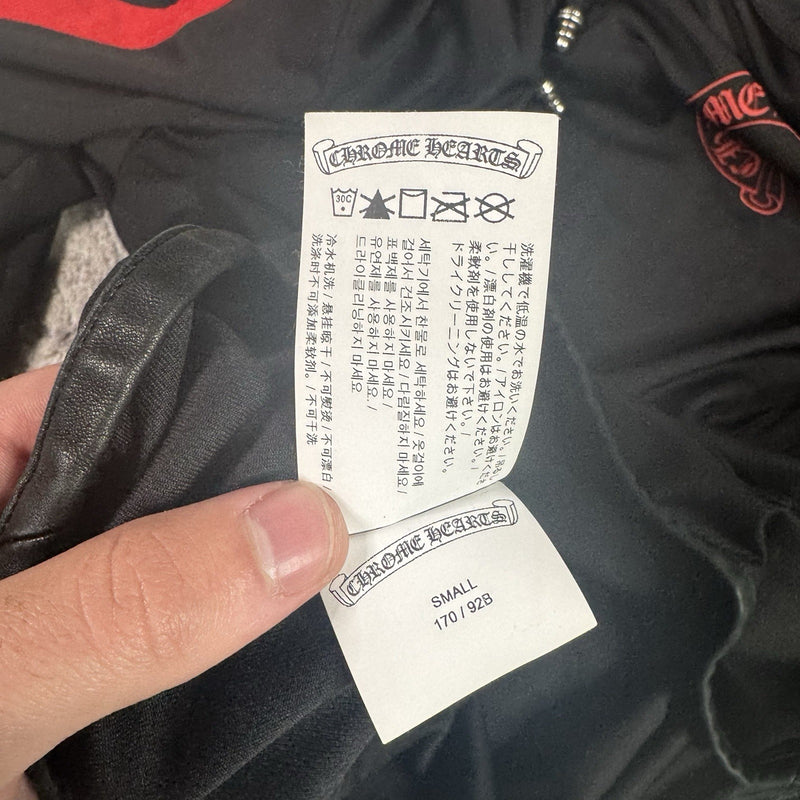 CHROME HEARTS
30C
洗濯機で低温の水でお洗いください。/吊るし
干ししてください。/アイロンはお避けくださ
い。/漂白剤の使用はお避けください。/
柔軟剤を使用しないで下さい。/
ドライクリーニングはお避けください。
세탁기에서 찬물로 세탁하세요/옷걸이에
걸어서 건조시키세요/다림질하지 마세요/
표백제를 사용하지 마세요/
유연제를 사용하지 마세요./
드라이클리닝하지 마세요
冷水机洗/悬挂晾干/不可熨烫/不可漂白/
洗涤时不可添加柔软剂。/不可干洗
CHROME HEARTS
SMALL
170 / 92B